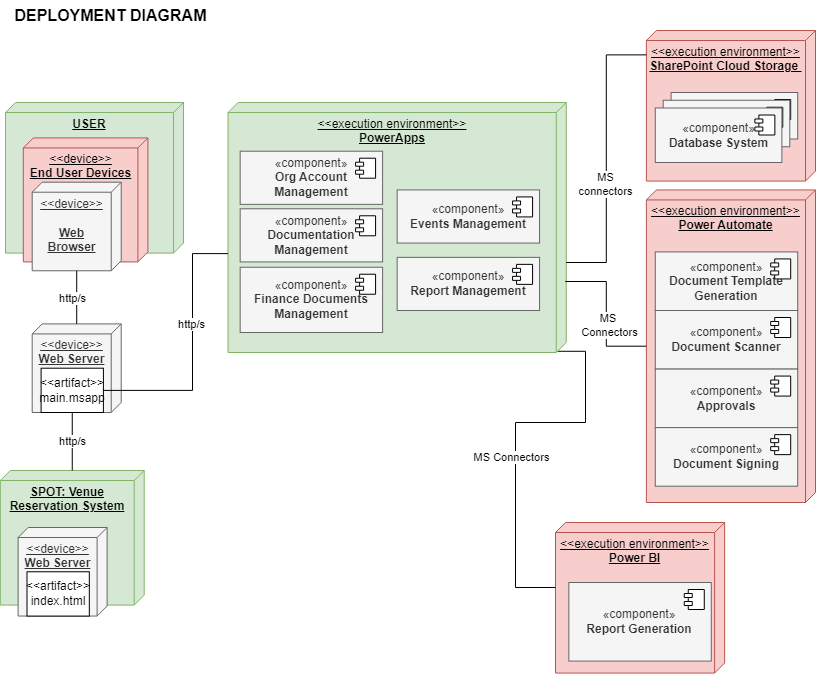 DEPLOYMENT DIAGRAM
USER
<<device>>
End User Devices
<<device>>
Web
Browser
http/s
<<device>>
Web Server
<<artifact>>
main.msapp
http/s
SPOT: Venue
Reservation System
<<device>>
Web Server
<<artifact>>
index.html
http/s
<<execution environment>>
PowerApps
«component»
Org Account
Management
«component»
Documentation
Management
«component»
Finance Documents
Management
«component»
Events Management
«component»
Report Management
MS
connectors
MS
Connectors
MS Connectors
<<execution environment>>
SharePoint Cloud Storage
«component»
Database System
<<execution environment>>
Power Automate
«component»
Document Template
Generation
«component»
Document Scanner
«component»
Approvals
«component»
Document Signing
<<execution environment>>
Power BI
«component»
Report Generation